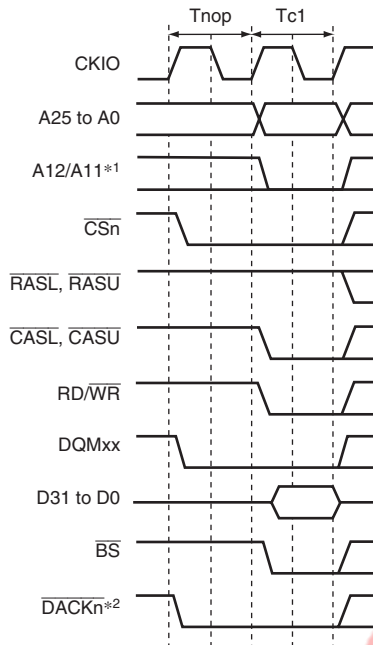 Tnop Tc1
CKIO
A25 to A0
A12/A11*1
CSn
RASL, RASU
CASL, CASU
RD/WR
DQMxx
D31 to D0
BS
DACKn*2